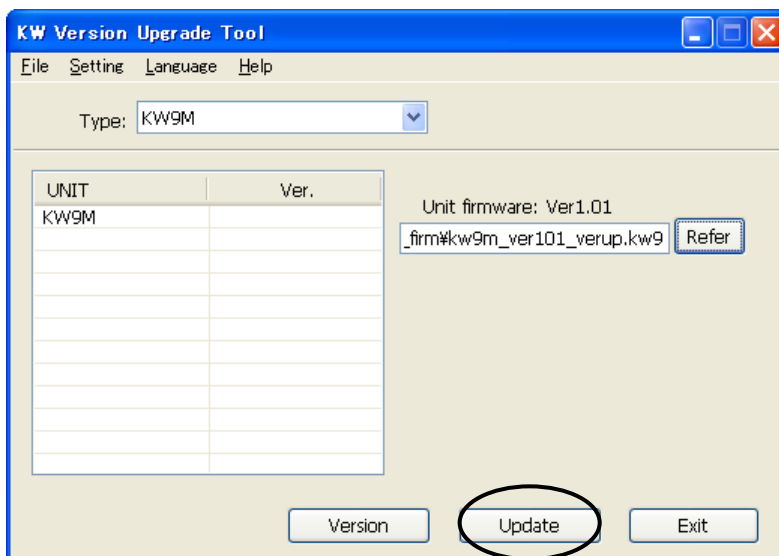 KW Version Upgrade Tool
File Setting Language Help
Type: KW9M
UNIT Ver.
KW9M
Unit firmware: Ver1.01
_firm¥kw9m_ver101_verup.kw9 Refer
Version Update Exit